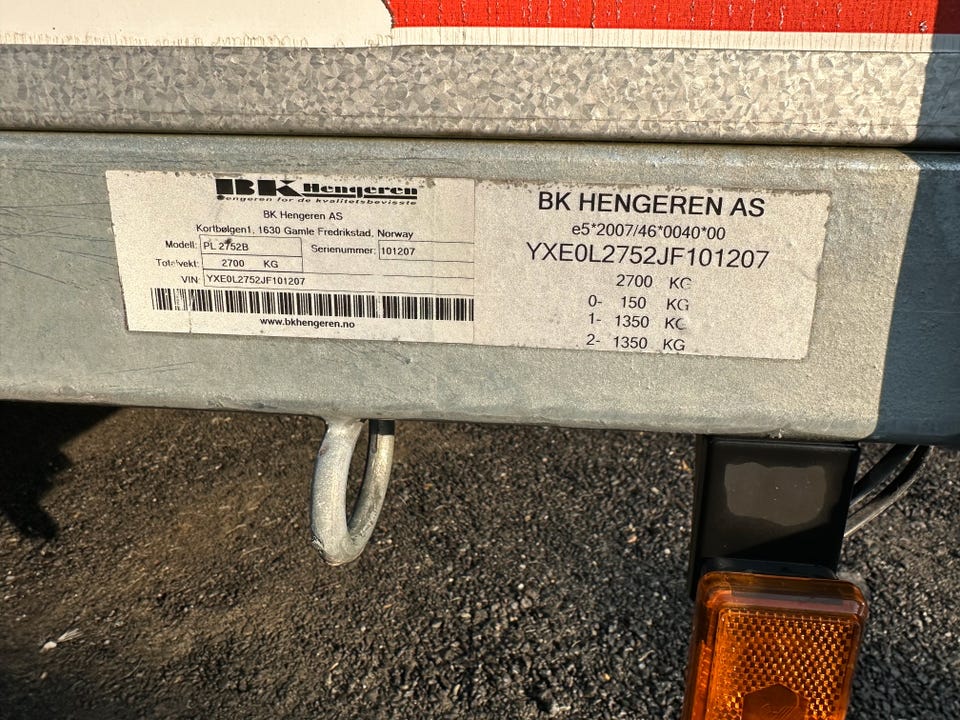 BK Hengeren
engeren for de kvalitetsbevisste
BK Hengeren AS
Kortbølgen1, 1630 Gamle Fredrikstad, Norway
Modell: PL 2752B Serienummer: 101207
Totalvekt: 2700 KG
VIN: YXE0L2752JF101207
www.bkhengeren.no
BK HENGEREN AS
e5*2007/46*0040*00
YXE0L2752JF101207
2700 KG
0- 150 KG
1- 1350 KG
2- 1350 KG